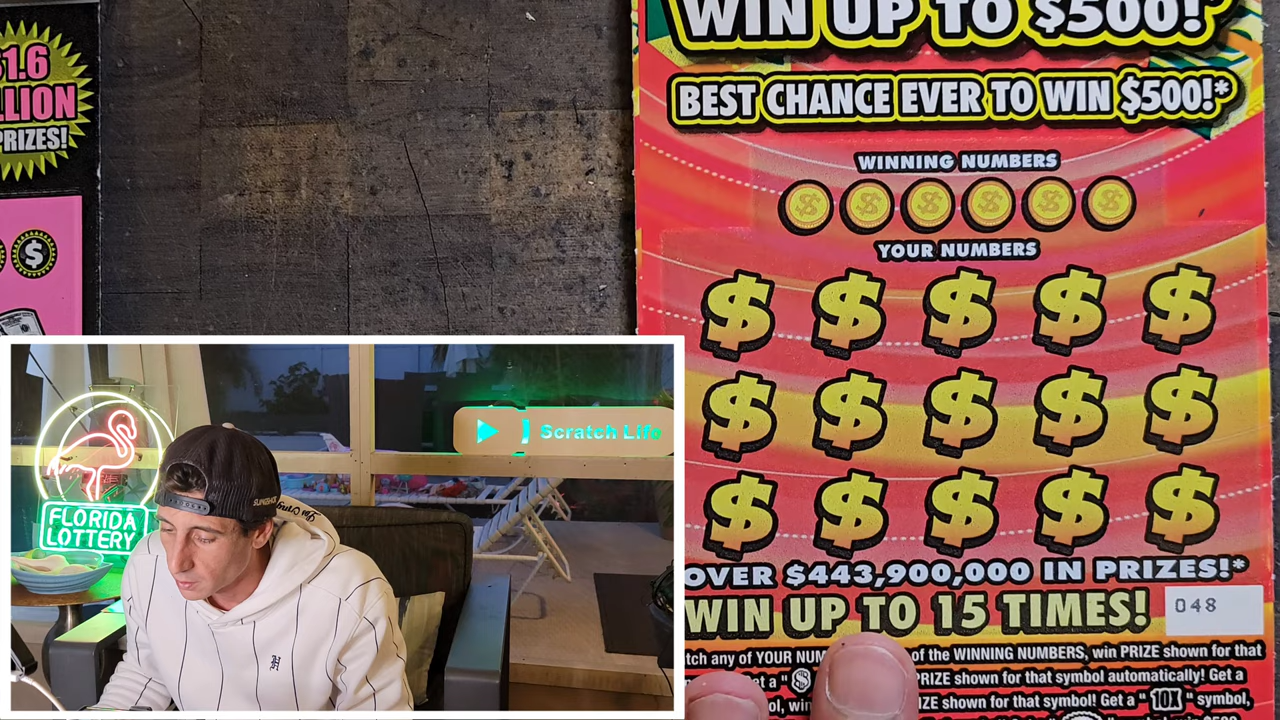 WIN UP TO $500!*
BEST CHANCE EVER TO WIN $500!*
WINNING NUMBERS
YOUR NUMBERS
OVER $443,900,000 IN PRIZES!*
WIN UP TO 15 TIMES!
048
of the WINNING NUMBERS, win PRIZE shown for that
shown for that symbol automatically! Get a
shown for that symbol! Get a "10X" symbol,
$1.6
PRIZES!
FLORIDA
LOTTERY
Scratch Life